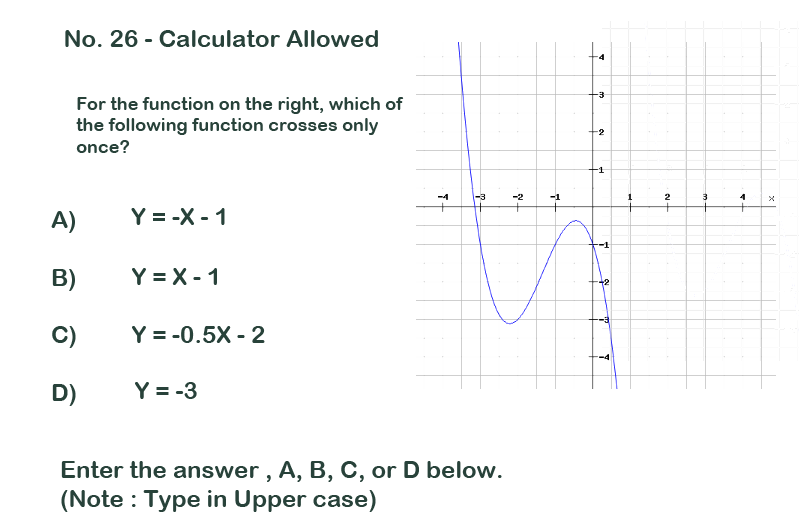 No. 26 - Calculator Allowed
For the function on the right, which of
the following function crosses only
once?
A) Y = -X - 1
B) Y = X - 1
C) Y = -0.5X - 2
D) Y = -3
Enter the answer , A, B, C, or D below.
(Note : Type in Upper case)
4
3
2
1
-4 -3 -2 -1 1 2 3 4 x
-1
-2
-3
-4